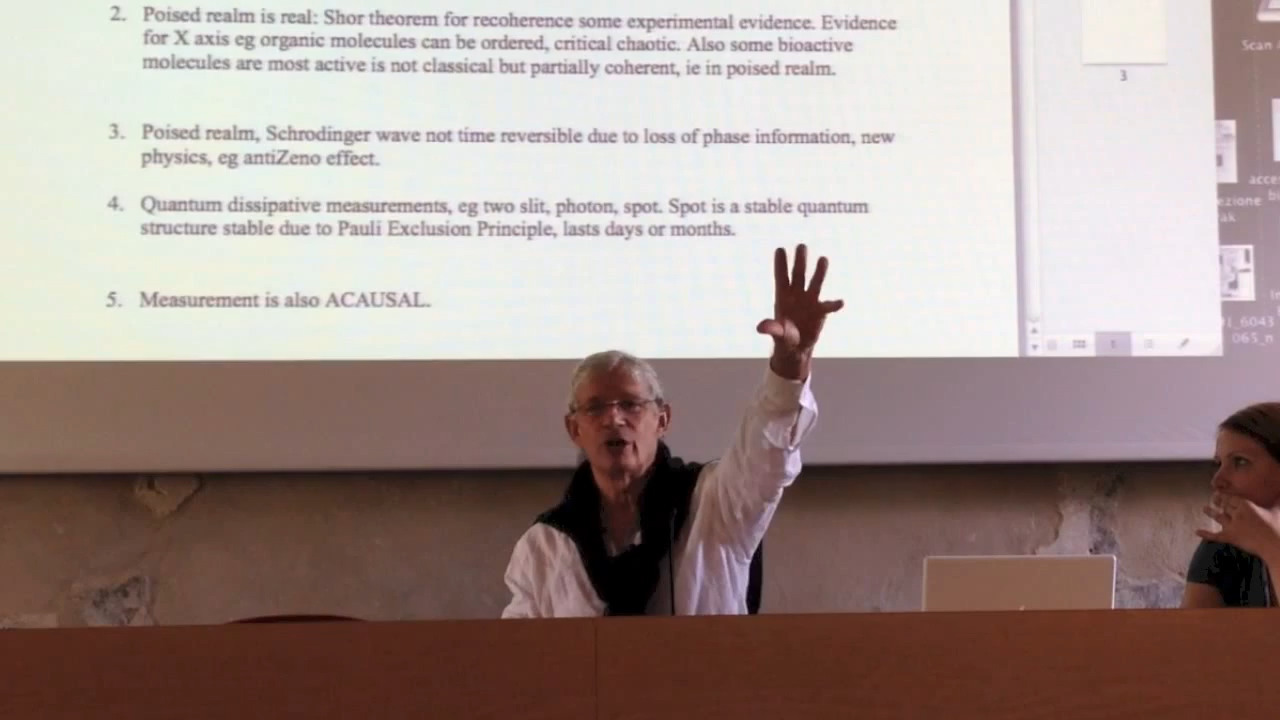 2. Poised realm is real: Shor theorem for recoherence some experimental evidence. Evidence
for X axis eg organic molecules can be ordered, critical chaotic. Also some bioactive
molecules are most active is not classical but partially coherent, ie in poised realm.
3. Poised realm, Schrodinger wave not time reversible due to loss of phase information, new
physics, eg antiZeno effect.
4. Quantum dissipative measurements, eg two slit, photon, spot. Spot is a stable quantum
structure stable due to Pauli Exclusion Principle, lasts days or months.
5. Measurement is also ACAUSAL.
3
Scan